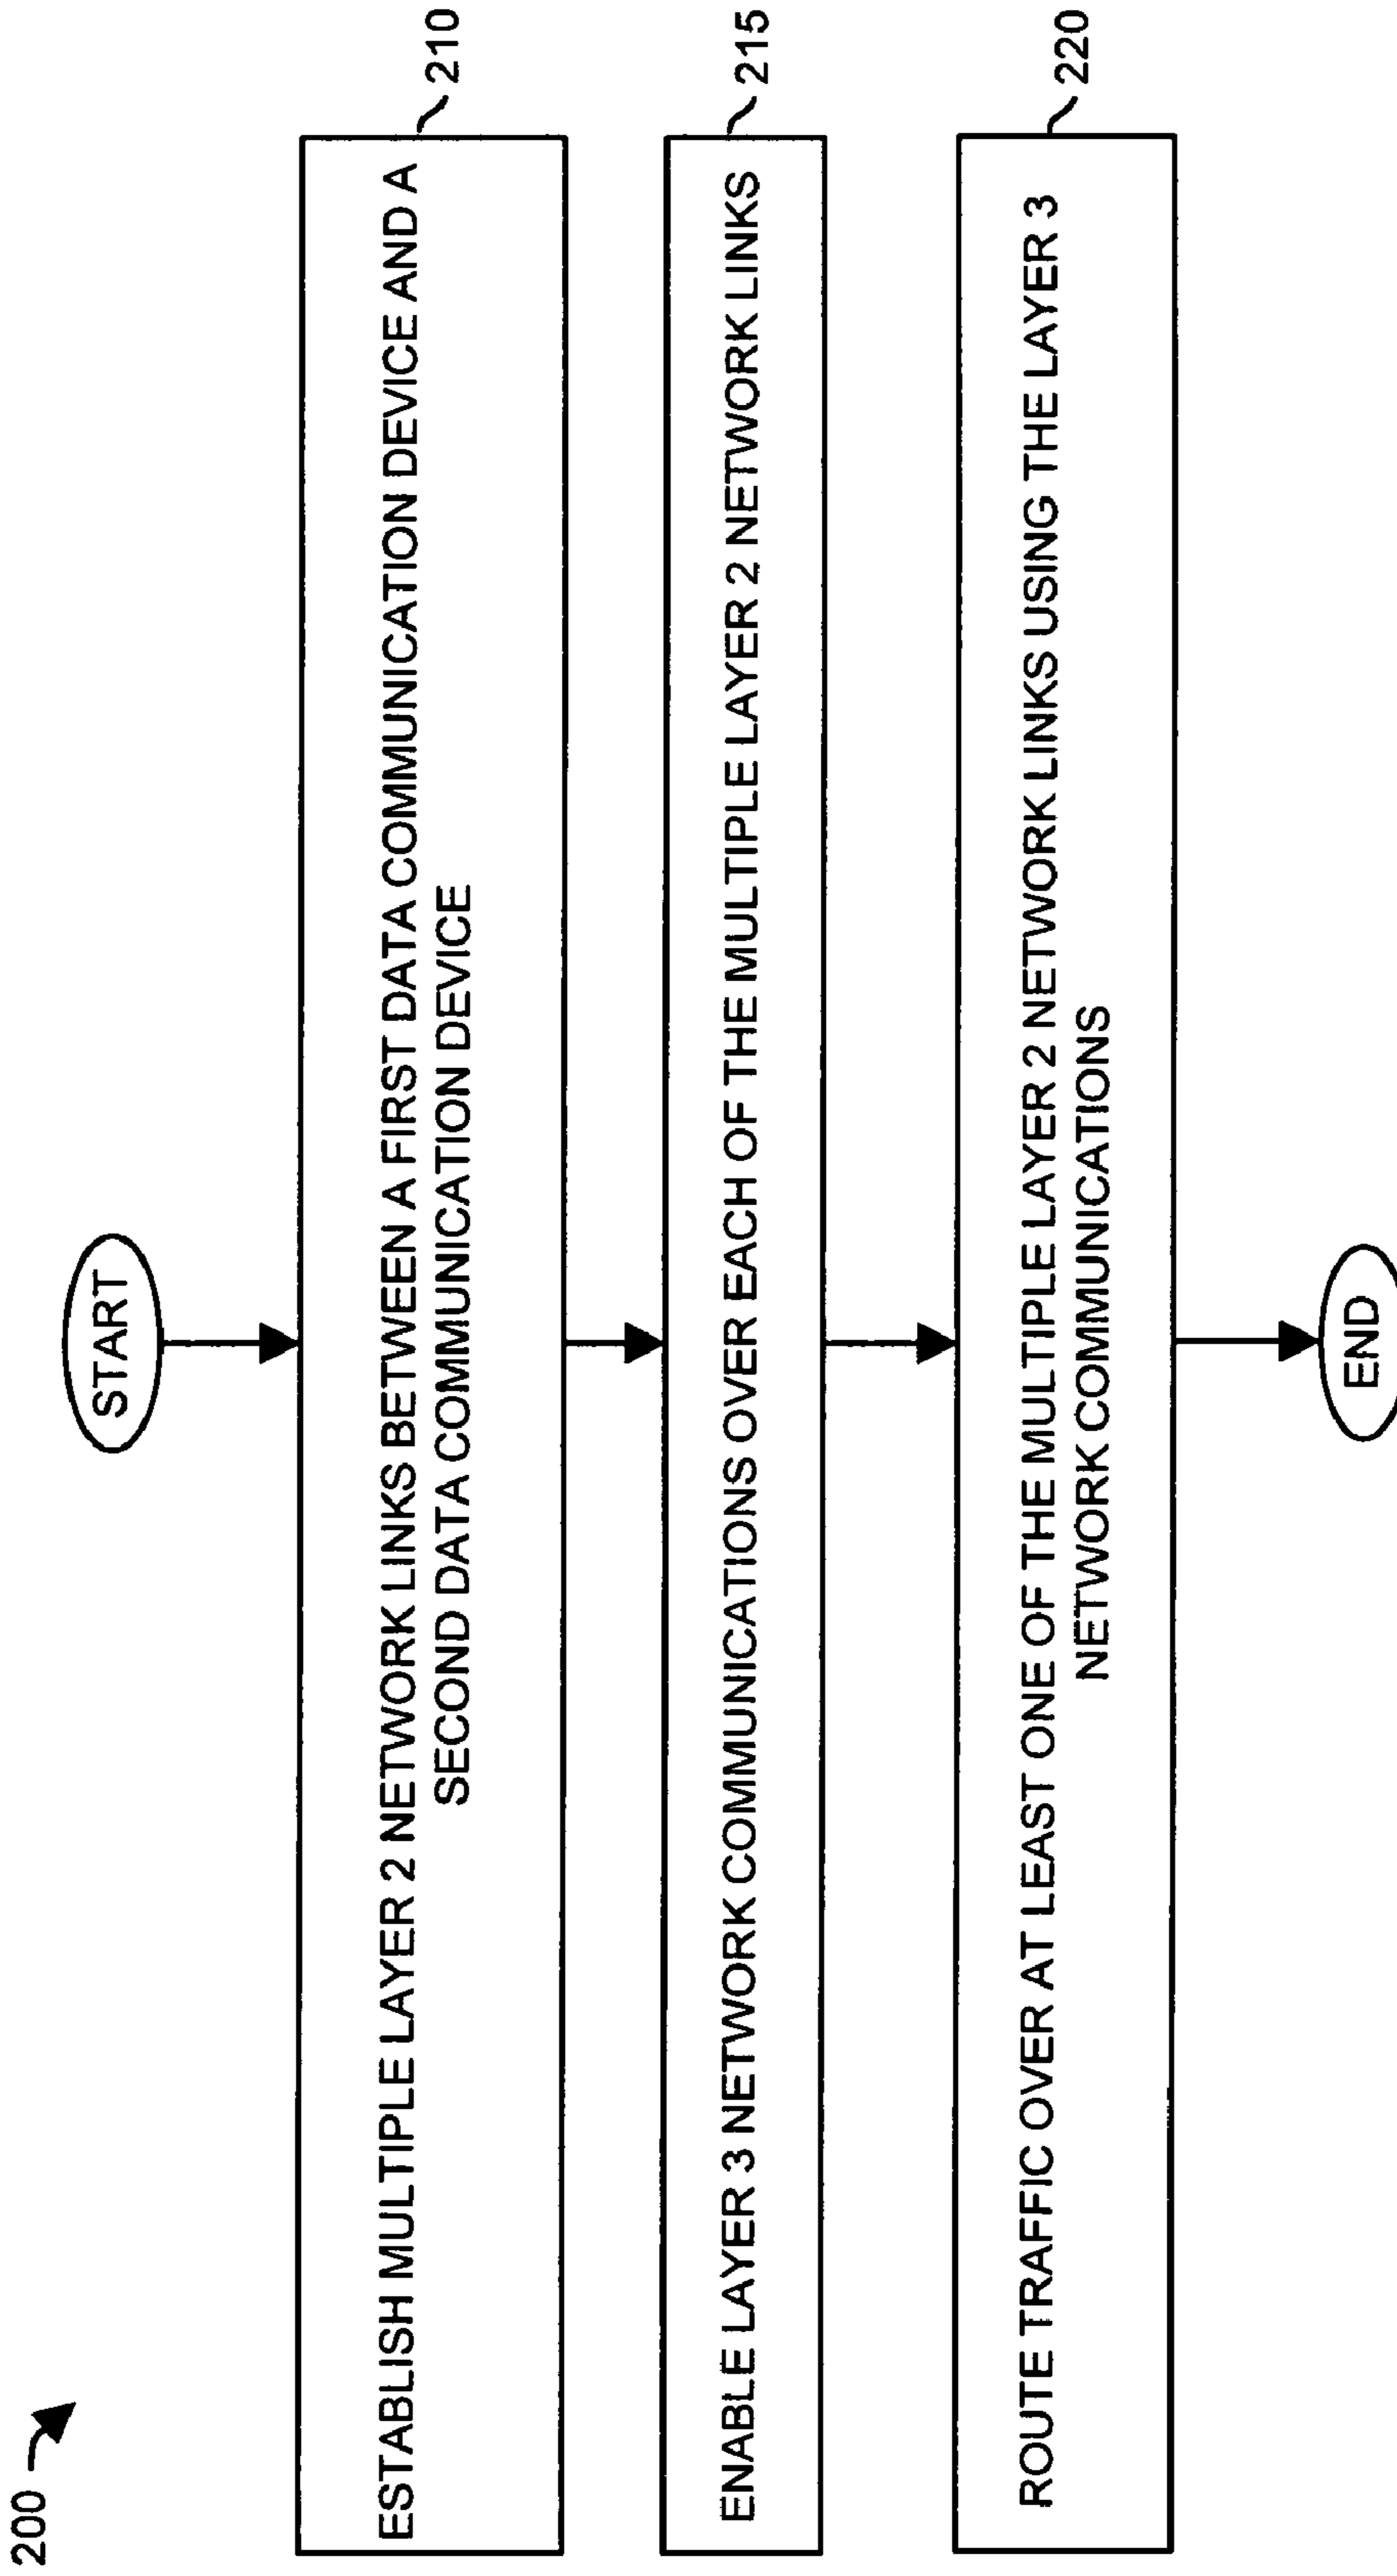 200
START
ESTABLISH MULTIPLE LAYER 2 NETWORK LINKS BETWEEN A FIRST DATA COMMUNICATION DEVICE AND A
SECOND DATA COMMUNICATION DEVICE
210
ENABLE LAYER 3 NETWORK COMMUNICATIONS OVER EACH OF THE MULTIPLE LAYER 2 NETWORK LINKS
215
ROUTE TRAFFIC OVER AT LEAST ONE OF THE MULTIPLE LAYER 2 NETWORK LINKS USING THE LAYER 3
NETWORK COMMUNICATIONS
220
END